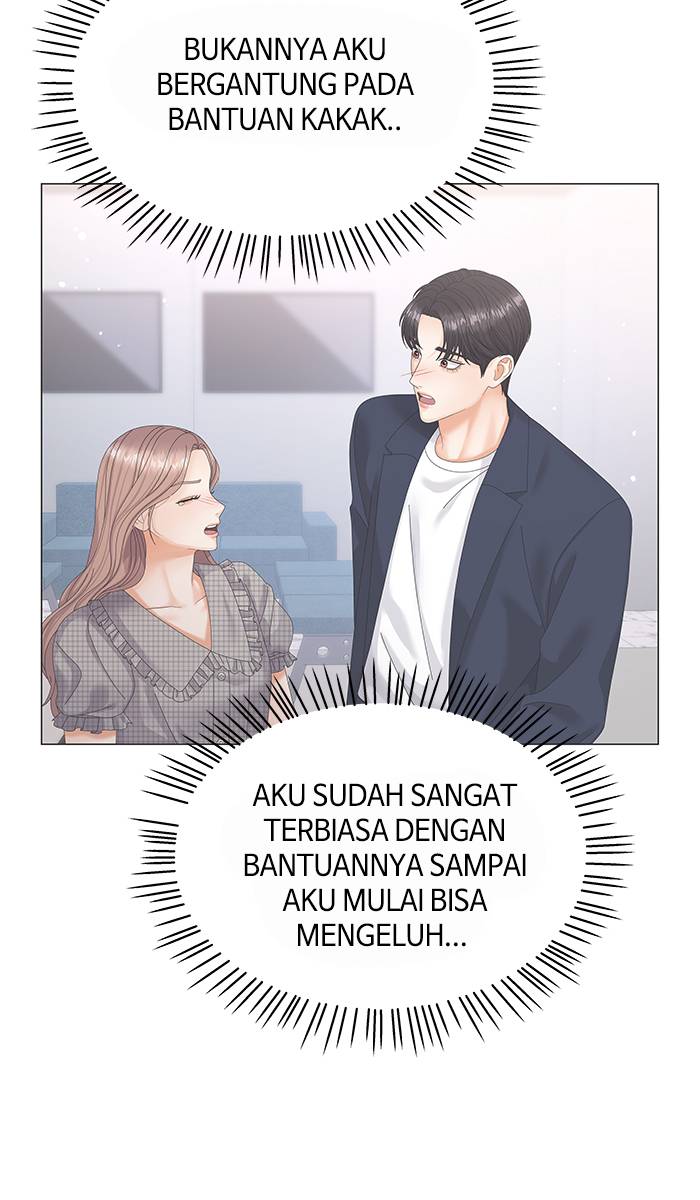 BUKANNYA AKU
BERGANTUNG PADA
BANTUAN KAKAK..
AKU SUDAH SANGAT
TERBIASA DENGAN
BANTUANNYA SAMPAI
AKU MULAI BISA
MENGELUH...